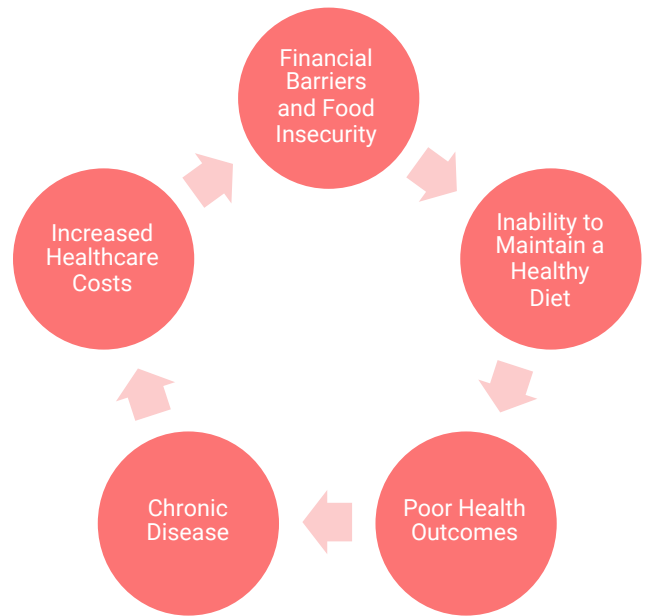 Financial
Barriers
and Food
Insecurity
Inability to
Maintain a
Healthy
Diet
Poor Health
Outcomes
Chronic
Disease
Increased
Healthcare
Costs